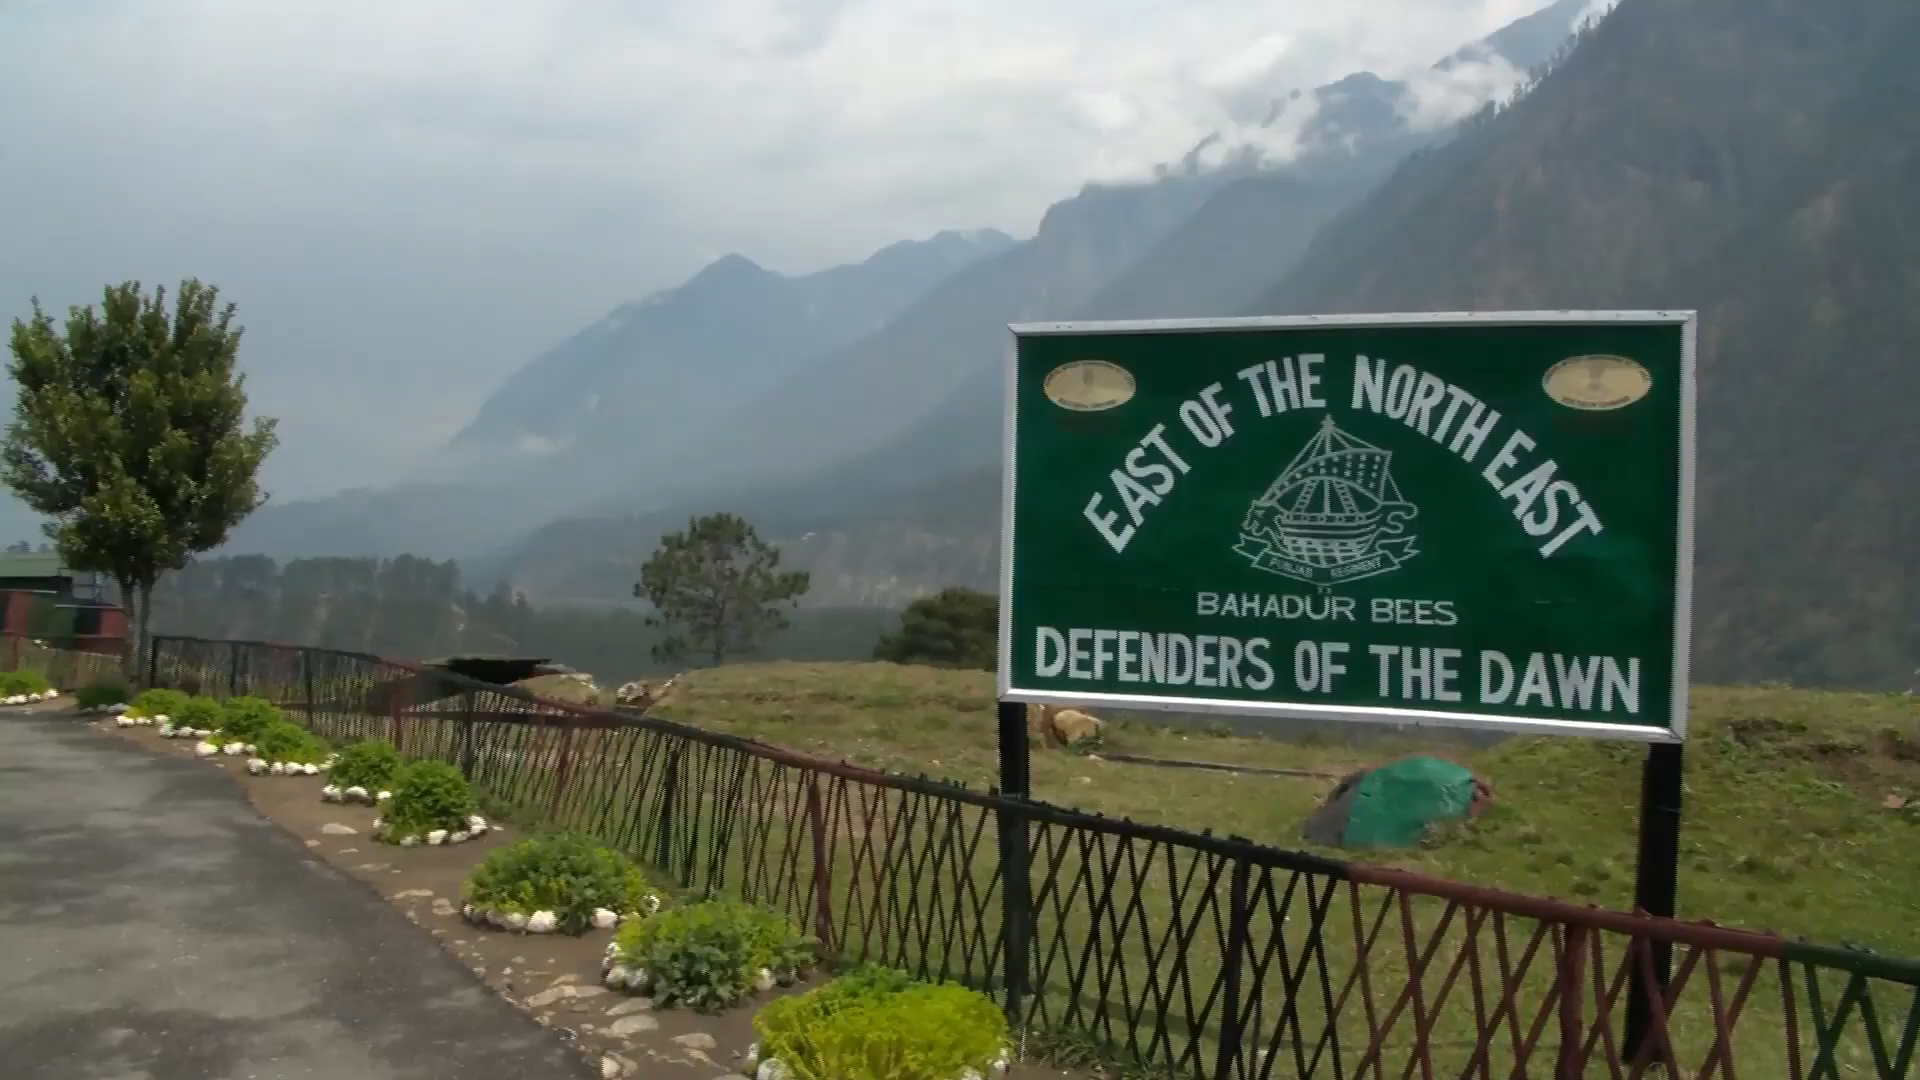 EAST OF THE NORTH EAST
PUNJAB REGIMENT
BAHADUR BEES
DEFENDERS OF THE DAWN